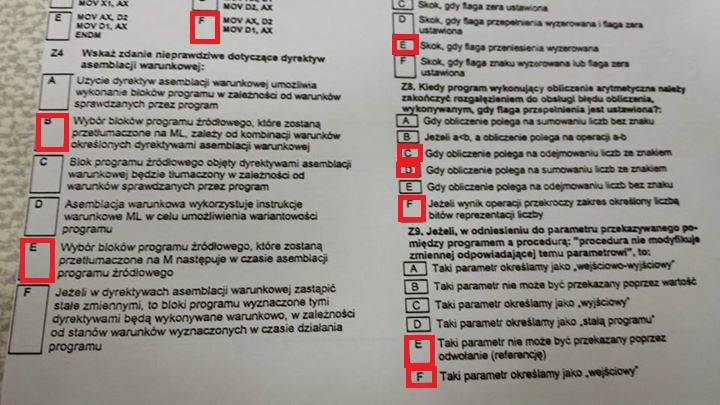 MOV X1, AX
E
MOV AX, D2
MOV D1, AX
ENDM
MOV D2, AX
F
MOV AX, D2
MOV D1, AX
Z4 Wskaż zdanie nieprawdziwe dotyczące dyrektyw
asemblacji warunkowej:
A
Użycie dyrektyw asemblacji warunkowej umożliwia
wykonanie bloków programu w zależności od warunków
sprawdzanych przez program
B
Wybór bloków programu źródłowego, które zostaną
przetłumaczone na ML, zależy od kombinacji warunków
określonych dyrektywami asemblacji warunkowej
C
Blok programu źródłowego objęty dyrektywami asemblacji
warunkowej będzie tłumaczony w zależności od
warunków sprawdzanych przez program
D
Asemblacja warunkowa wykorzystuje instrukcje
warunkowe ML w celu umożliwienia wariantowości
programu
E
Wybór bloków programu źródłowego, które zostaną
przetłumaczone na M następuje w czasie asemblacji
programu źródłowego
F
Jeżeli w dyrektywach asemblacji warunkowej zastąpić
stałe zmiennymi, to bloki programu wyznaczone tymi
dyrektywami będą wykonywane warunkowo, w zależności
od stanów warunków wyznaczonych w czasie działania
programu
C Skok, gdy flaga zera
ustawiona
D Skok, gdy flaga przepełnienia wyzerowana i flaga zera
ustawiona
E Skok, gdy flaga przeniesienia wyzerowana
F Skok, gdy flaga znaku wyzerowana lub flaga zera
ustawiona
Z8. Kiedy program wykonujący obliczenie arytmetyczne należy
zakończyć rozgałęzieniem do obsługi błędu obliczenia,
wykonywanym, gdy flaga przepełnienia jest ustawiona?:
A Gdy obliczenie polega na sumowaniu liczb bez znaku
B Jeżeli a<b, a obliczenie polega na operacji a-b
C Gdy obliczenie polega na odejmowaniu liczb ze znakiem
D Gdy obliczenie polega na sumowaniu liczb ze znakiem
E Gdy obliczenie polega na odejmowaniu liczb bez znaku
F Jeżeli wynik operacji przekroczy zakres określony liczbą
bitów reprezentacji liczby
Z9. Jeżeli, w odniesieniu do parametru przekazywanego po-
między programem a procedurą: "procedura nie modyfikuje
zmiennej odpowiadającej temu parametrowi", to:
A Taki parametr określamy jako „wejściowo-wyjściowy"
B Taki parametr nie może być przekazany poprzez wartość
C Taki parametr określamy jako „wyjściowy"
D Taki parametr określamy jako „stałą programu"
E Taki parametr nie może być przekazany poprzez
odwołanie (referencję)
F Taki parametr określamy jako „wejściowy"